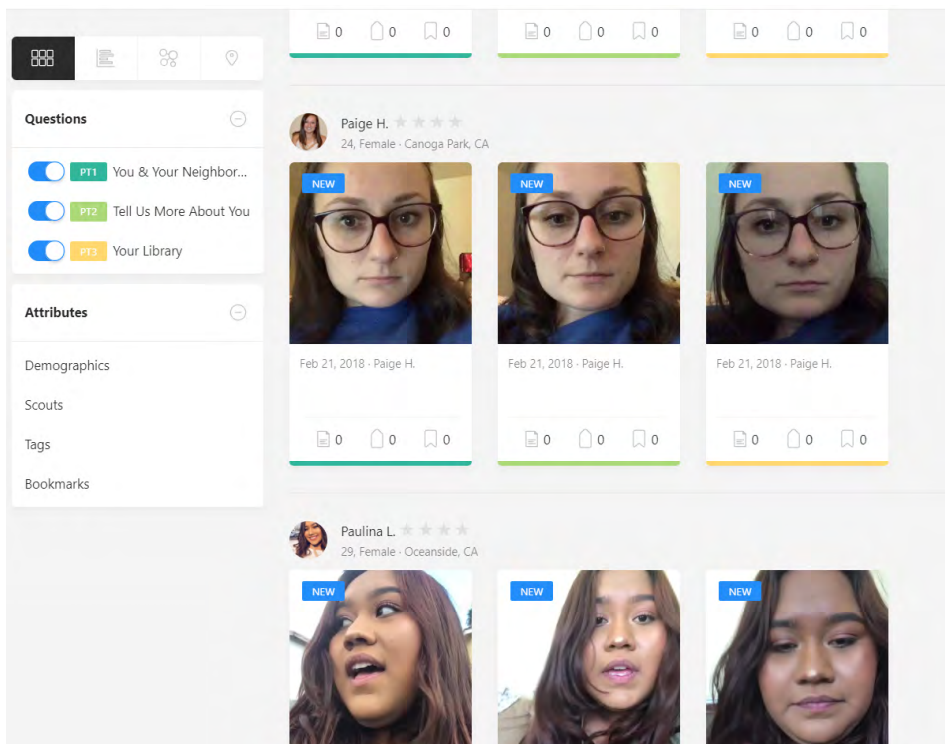 0 0 0
0 0 0
0 0 0
Questions
PT1 You & Your Neighbor...
PT2 Tell Us More About You
PT3 Your Library
Attributes
Demographics
Scouts
Tags
Bookmarks
Paige H.
24, Female · Canoga Park, CA
NEW
NEW
NEW
Feb 21, 2018 · Paige H.
Feb 21, 2018 · Paige H.
Feb 21, 2018 · Paige H.
0 0 0
0 0 0
0 0 0
Paulina L.
29, Female · Oceanside, CA
NEW
NEW
NEW